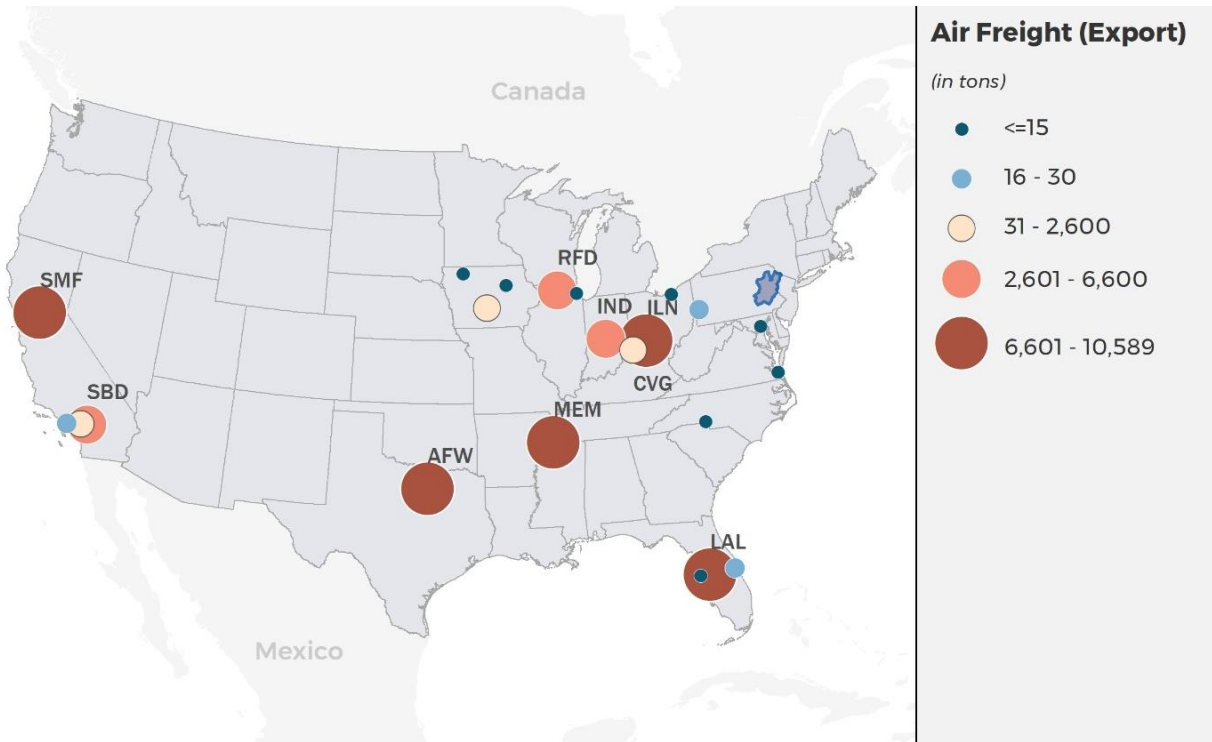 Canada
SMF
RFD
IND
ILN
CVG
SBD
MEM
AFW
LAL
Mexico
Air Freight (Export)
(in tons)
<=15
16 - 30
31 - 2,600
2,601 - 6,600
6,601 - 10,589